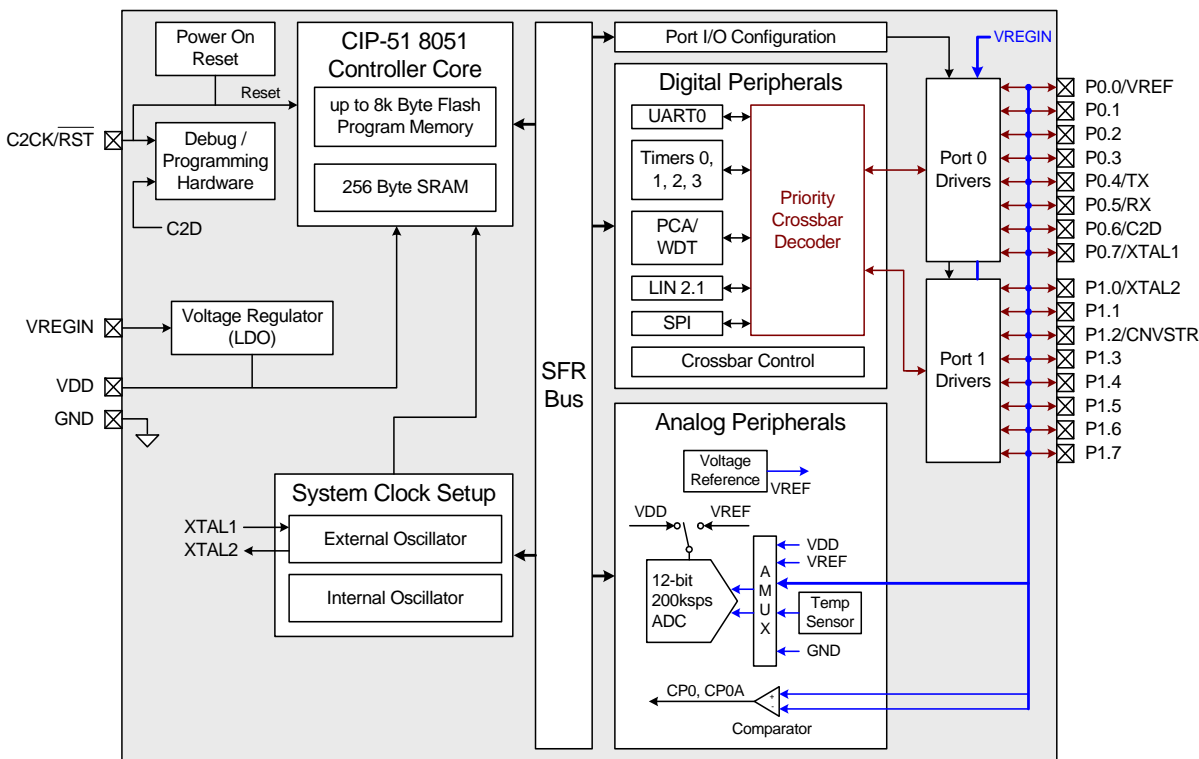 Power On
Reset
Reset
C2CK/RST
Debug /
Programming
Hardware
C2D
CIP-51 8051
Controller Core
up to 8k Byte Flash
Program Memory
256 Byte SRAM
VREGIN
Voltage Regulator
(LDO)
VDD
GND
System Clock Setup
XTAL1
XTAL2
External Oscillator
Internal Oscillator
SFR
Bus
Port I/O Configuration
Digital Peripherals
UART0
Timers 0,
1, 2, 3
PCA/
WDT
LIN 2.1
SPI
Priority
Crossbar
Decoder
Crossbar Control
Analog Peripherals
Voltage
Reference
VREF
VDD
VREF
12-bit
200ksps
ADC
A
M
U
X
VDD
VREF
Temp
Sensor
GND
CP0, CP0A
+
-
Comparator
VREGIN
Port 0
Drivers
Port 1
Drivers
P0.0/VREF
P0.1
P0.2
P0.3
P0.4/TX
P0.5/RX
P0.6/C2D
P0.7/XTAL1
P1.0/XTAL2
P1.1
P1.2/CNVSTR
P1.3
P1.4
P1.5
P1.6
P1.7